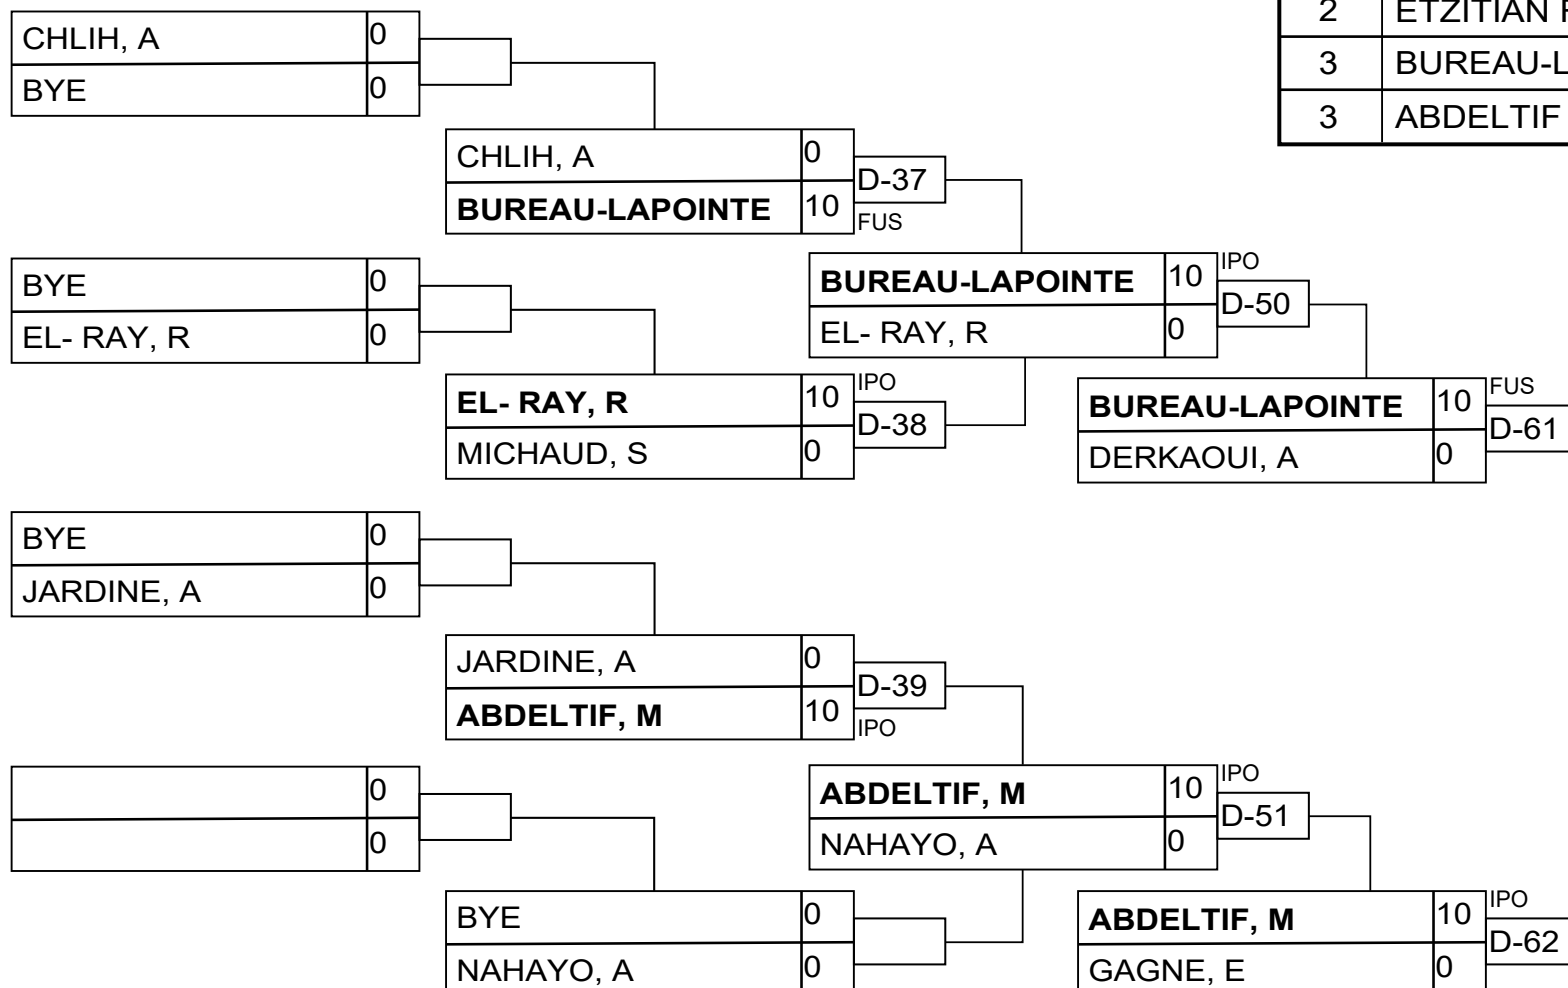 2 ETZITIAN
3 BUREAU-L
3 ABDELTIF
CHLIH, A 0
BYE 0
CHLIH, A 0
D-37
BUREAU-LAPOINTE 10
FUS
BYE 0
EL- RAY, R 0
BUREAU-LAPOINTE 10 IPO
D-50
EL- RAY, R 0
EL- RAY, R 10 IPO
D-38
MICHAUD, S 0
BUREAU-LAPOINTE 10 FUS
D-61
DERKAOUI, A 0
BYE 0
JARDINE, A 0
JARDINE, A 0
D-39
ABDELTIF, M 10
IPO
0
0
ABDELTIF, M 10 IPO
D-51
NAHAYO, A 0
BYE 0
NAHAYO, A 0
ABDELTIF, M 10 IPO
D-62
GAGNE, E 0